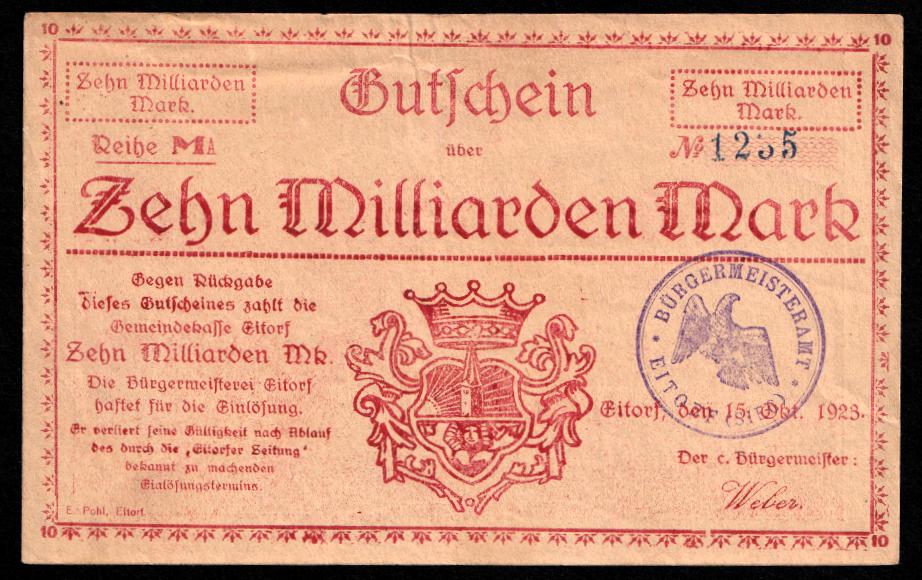 10 10
Zehn Milliarden
Mark.
Gutschein
Zehn Milliarden
Mark.
Reihe MA
über
№ 1235
Zehn Milliarden Mark
Gegen Rückgabe
dieses Gutscheines zahlt die
Gemeindekasse Eitorf
Zehn Milliarden Mk.
Die Bürgermeisterei Eitorf
haftet für die Einlösung.
Er verliert seine Gültigkeit nach Ablauf
des durch die „Eitorfer Zeitung“
bekannt zu machenden
Einlösungstermins.
BÜRGERMEISTERAMT
EITORF (SIEG)
Eitorf, den 15. Okt. 1923.
Der c. Bürgermeister:
Weber.
E. Pohl, Eitorf.
10 10